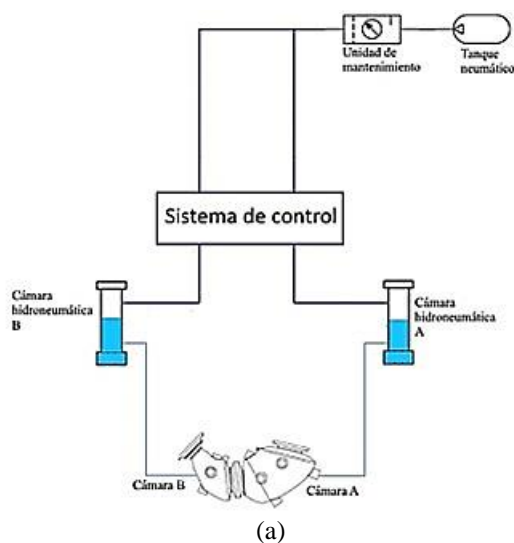 Unidad de
mantenimiento
Tanque
neumático
Sistema de control
Cámara
hidroneumática
B
Cámara
hidroneumática
A
Cámara B
Cámara A
(a)